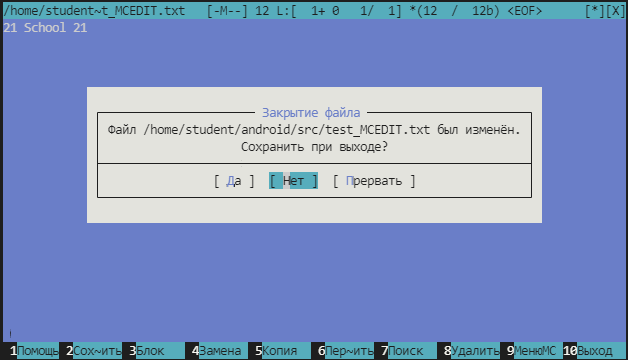 /home/student~t_MCEDIT.txt [-M--] 12 L:[ 1+ 0 1/ 1] *(12 / 12b) <EOF> [*][X]
21 School 21
Закрытие файла
Файл /home/student/android/src/test_MCEDIT.txt был изменён.
Сохранить при выходе?
[ Да ] [ Нет ] [ Прервать ]
1Помощь 2Сох~ить 3Блок 4Замена 5Копия 6Пер~ить 7Поиск 8Удалить 9МенюMC 10Выход